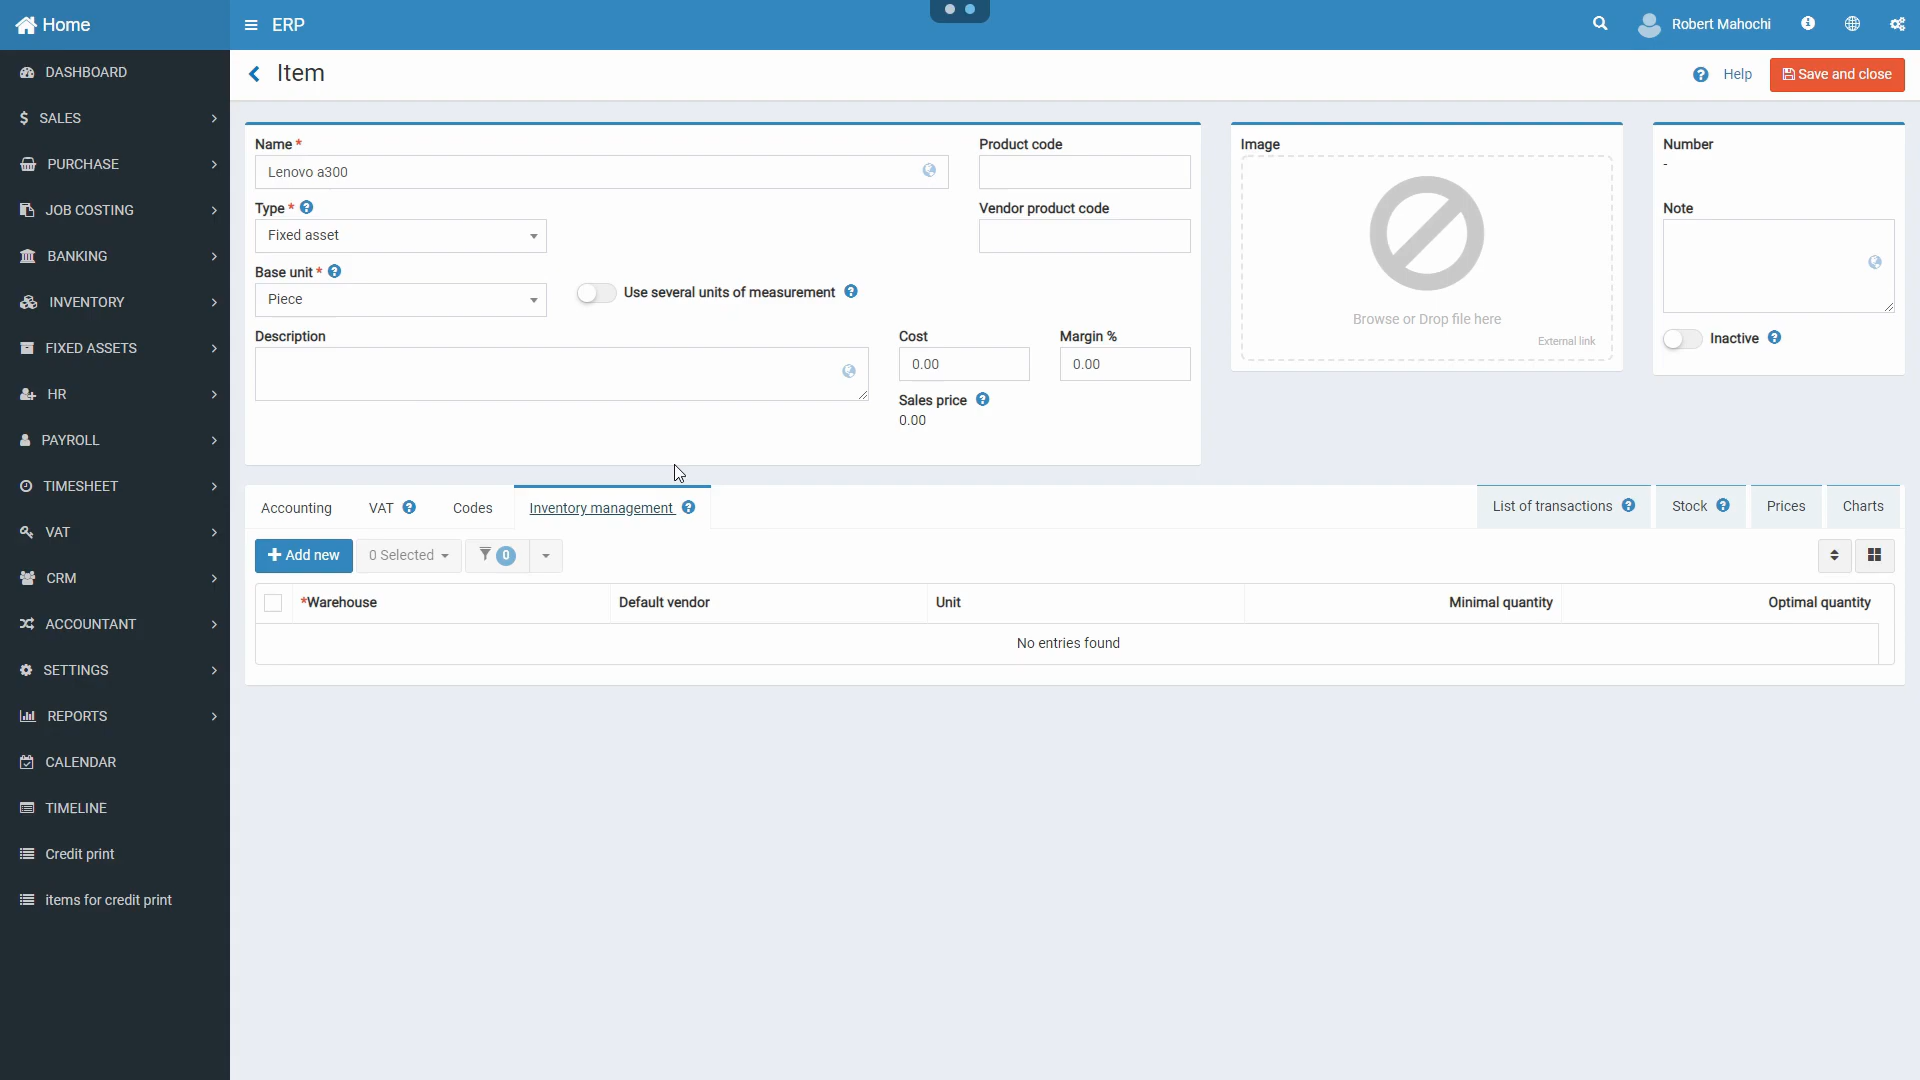 Home
ERP
Robert Mahochi
DASHBOARD
SALES
PURCHASE
JOB COSTING
BANKING
INVENTORY
FIXED ASSETS
HR
PAYROLL
TIMESHEET
VAT
CRM
ACCOUNTANT
SETTINGS
REPORTS
CALENDAR
TIMELINE
Credit print
items for credit print
Item
Help
Save and close
Name *
Lenovo a300
Product code
Type *
Fixed asset
Vendor product code
Base unit *
Piece
Use several units of measurement
Description
Cost
0.00
Margin %
0.00
Sales price
0.00
Image
Browse or Drop file here
External link
Number
-
Note
Inactive
Accounting
VAT
Codes
Inventory management
List of transactions
Stock
Prices
Charts
+ Add new
0 Selected
0
*Warehouse
Default vendor
Unit
Minimal quantity
Optimal quantity
No entries found